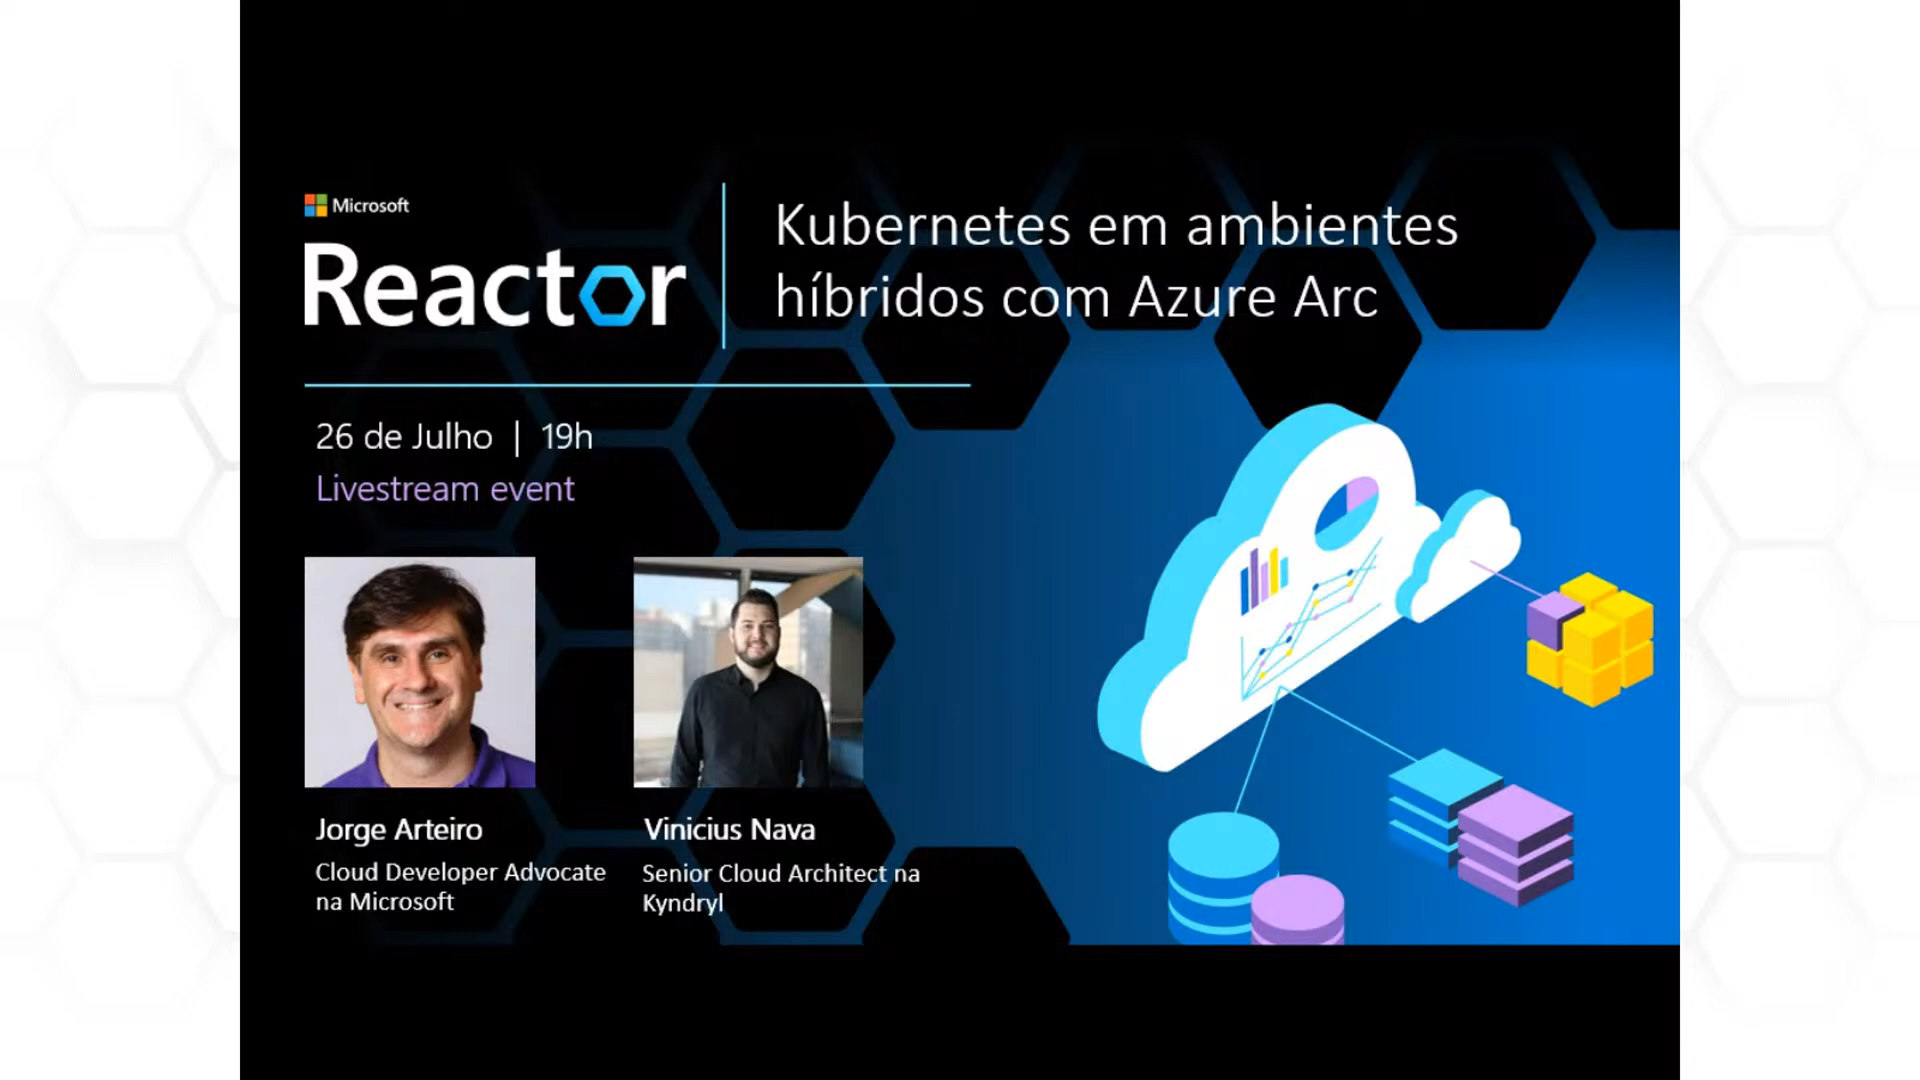 Microsoft
Reactor
Kubernetes em ambientes
híbridos com Azure Arc
26 de Julho | 19h
Livestream event
Jorge Arteiro
Cloud Developer Advocate
na Microsoft
Vinicius Nava
Senior Cloud Architect na
Kyndryl